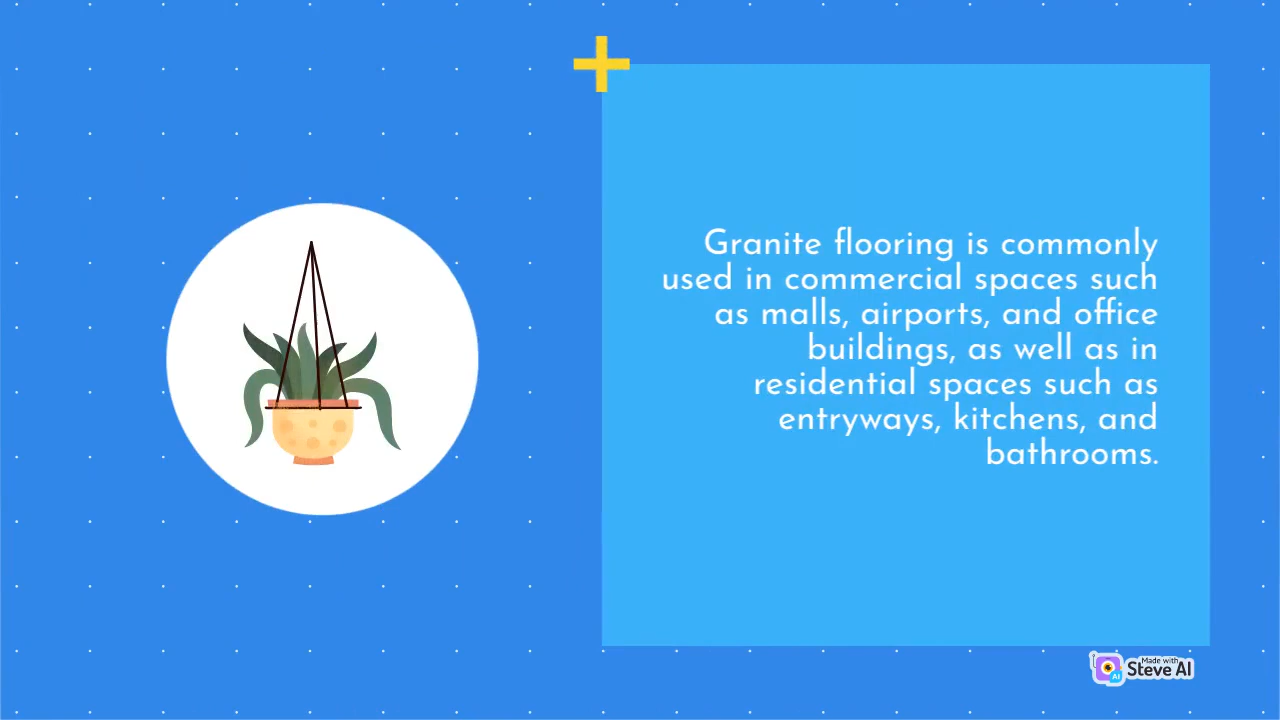 Granite flooring is commonly
used in commercial spaces such
as malls, airports, and office
buildings, as well as in
residential spaces such as
entryways, kitchens, and
bathrooms.
Made with
Steve AI
AI